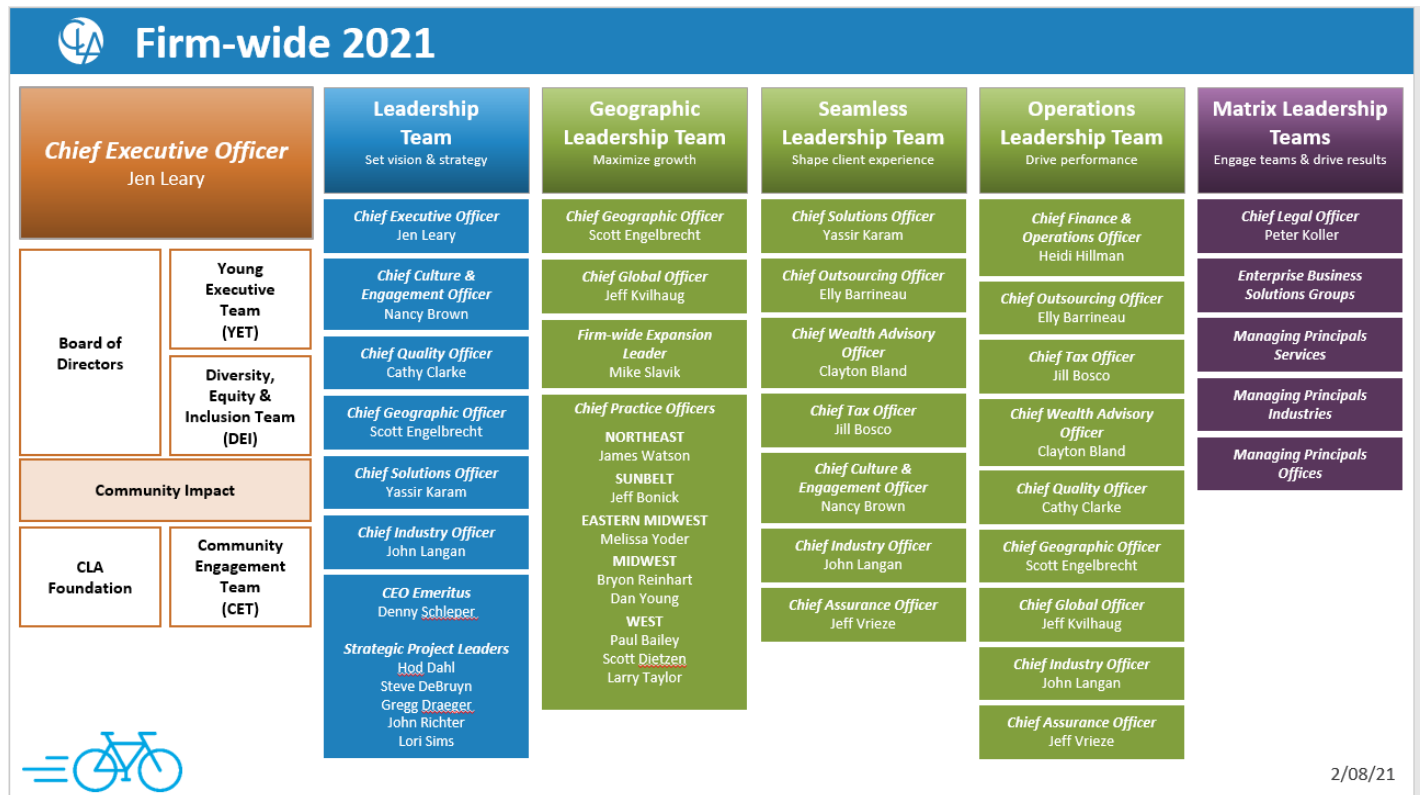 CLA
Firm-wide 2021
Chief Executive Officer
Jen Leary
Board of
Directors
Young
Executive
Team
(YET)
Diversity,
Equity &
Inclusion Team
(DEI)
Community Impact
CLA
Foundation
Community
Engagement
Team
(CET)
Leadership
Team
Set vision & strategy
Chief Executive Officer
Jen Leary
Chief Culture &
Engagement Officer
Nancy Brown
Chief Quality Officer
Cathy Clarke
Chief Geographic Officer
Scott Engelbrecht
Chief Solutions Officer
Yassir Karam
Chief Industry Officer
John Langan
CEO Emeritus
Denny Schleper
Strategic Project Leaders
Hod Dahl
Steve DeBruyn
Gregg Draeger
John Richter
Lori Sims
Geographic
Leadership Team
Maximize growth
Chief Geographic Officer
Scott Engelbrecht
Chief Global Officer
Jeff Kvilhaug
Firm-wide Expansion
Leader
Mike Slavik
Chief Practice Officers
NORTHEAST
James Watson
SUNBELT
Jeff Bonick
EASTERN MIDWEST
Melissa Yoder
MIDWEST
Bryon Reinhart
Dan Young
WEST
Paul Bailey
Scott Dietzen
Larry Taylor
Seamless
Leadership Team
Shape client experience
Chief Solutions Officer
Yassir Karam
Chief Outsourcing Officer
Elly Barrineau
Chief Wealth Advisory
Officer
Clayton Bland
Chief Tax Officer
Jill Bosco
Chief Culture &
Engagement Officer
Nancy Brown
Chief Industry Officer
John Langan
Chief Assurance Officer
Jeff Vrieze
Operations
Leadership Team
Drive performance
Chief Finance &
Operations Officer
Heidi Hillman
Chief Outsourcing Officer
Elly Barrineau
Chief Tax Officer
Jill Bosco
Chief Wealth Advisory
Officer
Clayton Bland
Chief Quality Officer
Cathy Clarke
Chief Geographic Officer
Scott Engelbrecht
Chief Global Officer
Jeff Kvilhaug
Chief Industry Officer
John Langan
Chief Assurance Officer
Jeff Vrieze
Matrix Leadership
Teams
Engage teams & drive results
Chief Legal Officer
Peter Koller
Enterprise Business
Solutions Groups
Managing Principals
Services
Managing Principals
Industries
Managing Principals
Offices
2/08/21